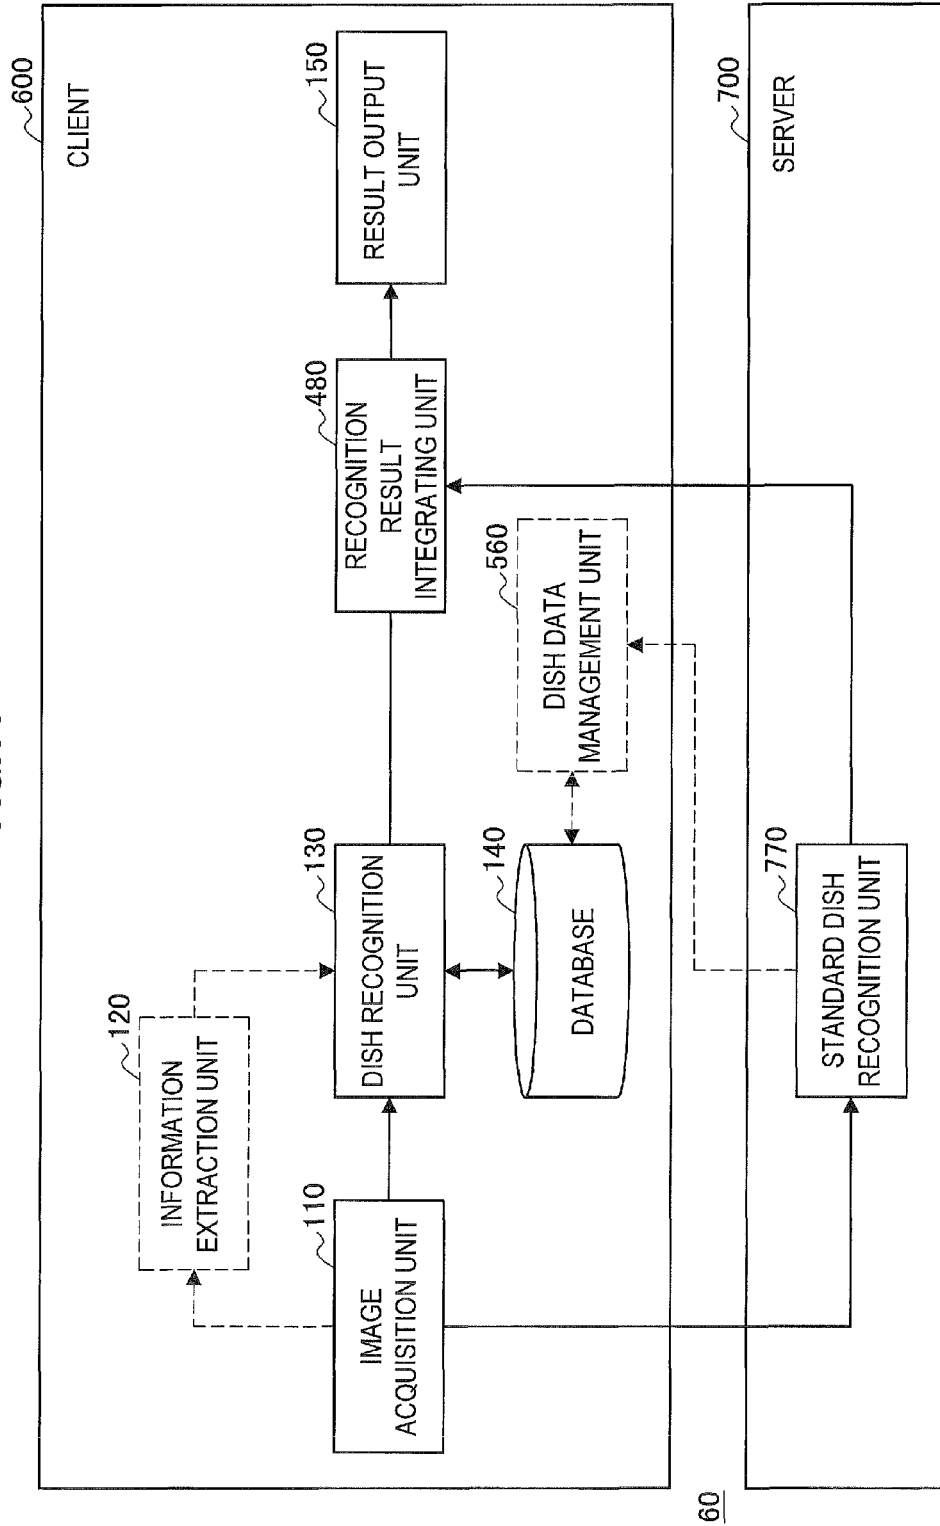 600
CLIENT
120
INFORMATION
EXTRACTION UNIT
110
IMAGE
ACQUISITION UNIT
130
DISH RECOGNITION
UNIT
480
RECOGNITION
RESULT
INTEGRATING UNIT
150
RESULT OUTPUT
UNIT
140
DATABASE
560
DISH DATA
MANAGEMENT UNIT
60
700
SERVER
770
STANDARD DISH
RECOGNITION UNIT